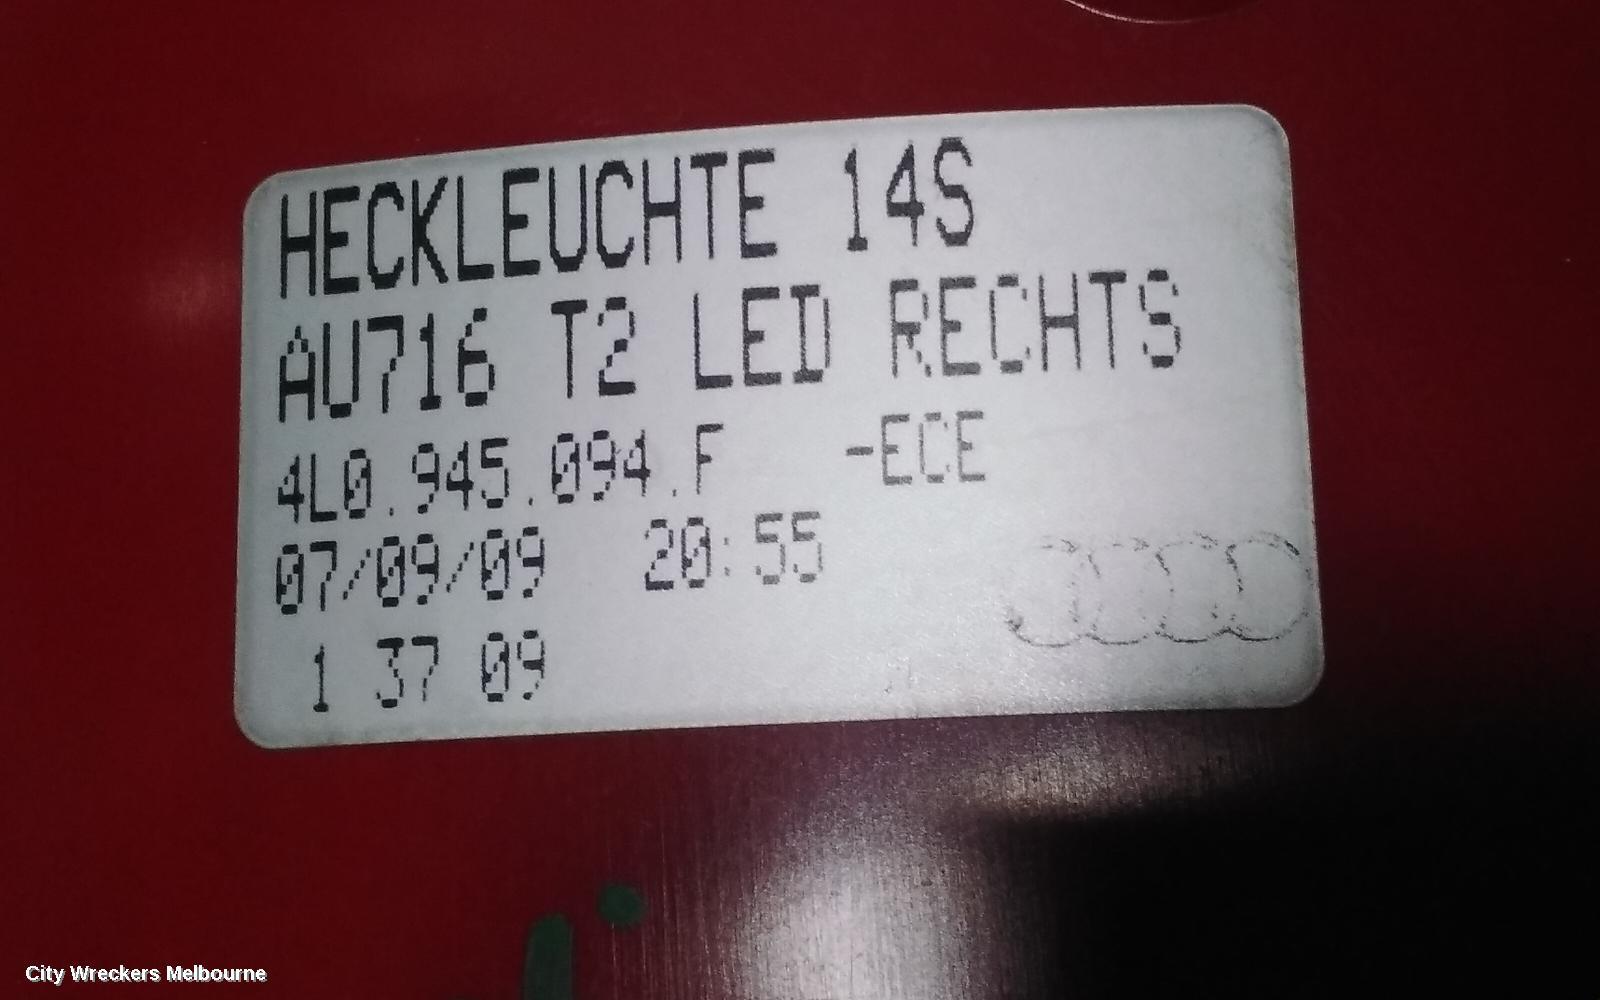 HECKLEUCHTE 14S
AU716 T2 LED RECHTS
4L0.945.094.F -ECE
07/09/09 20:55
1 37 09
City Wreckers Melbourne